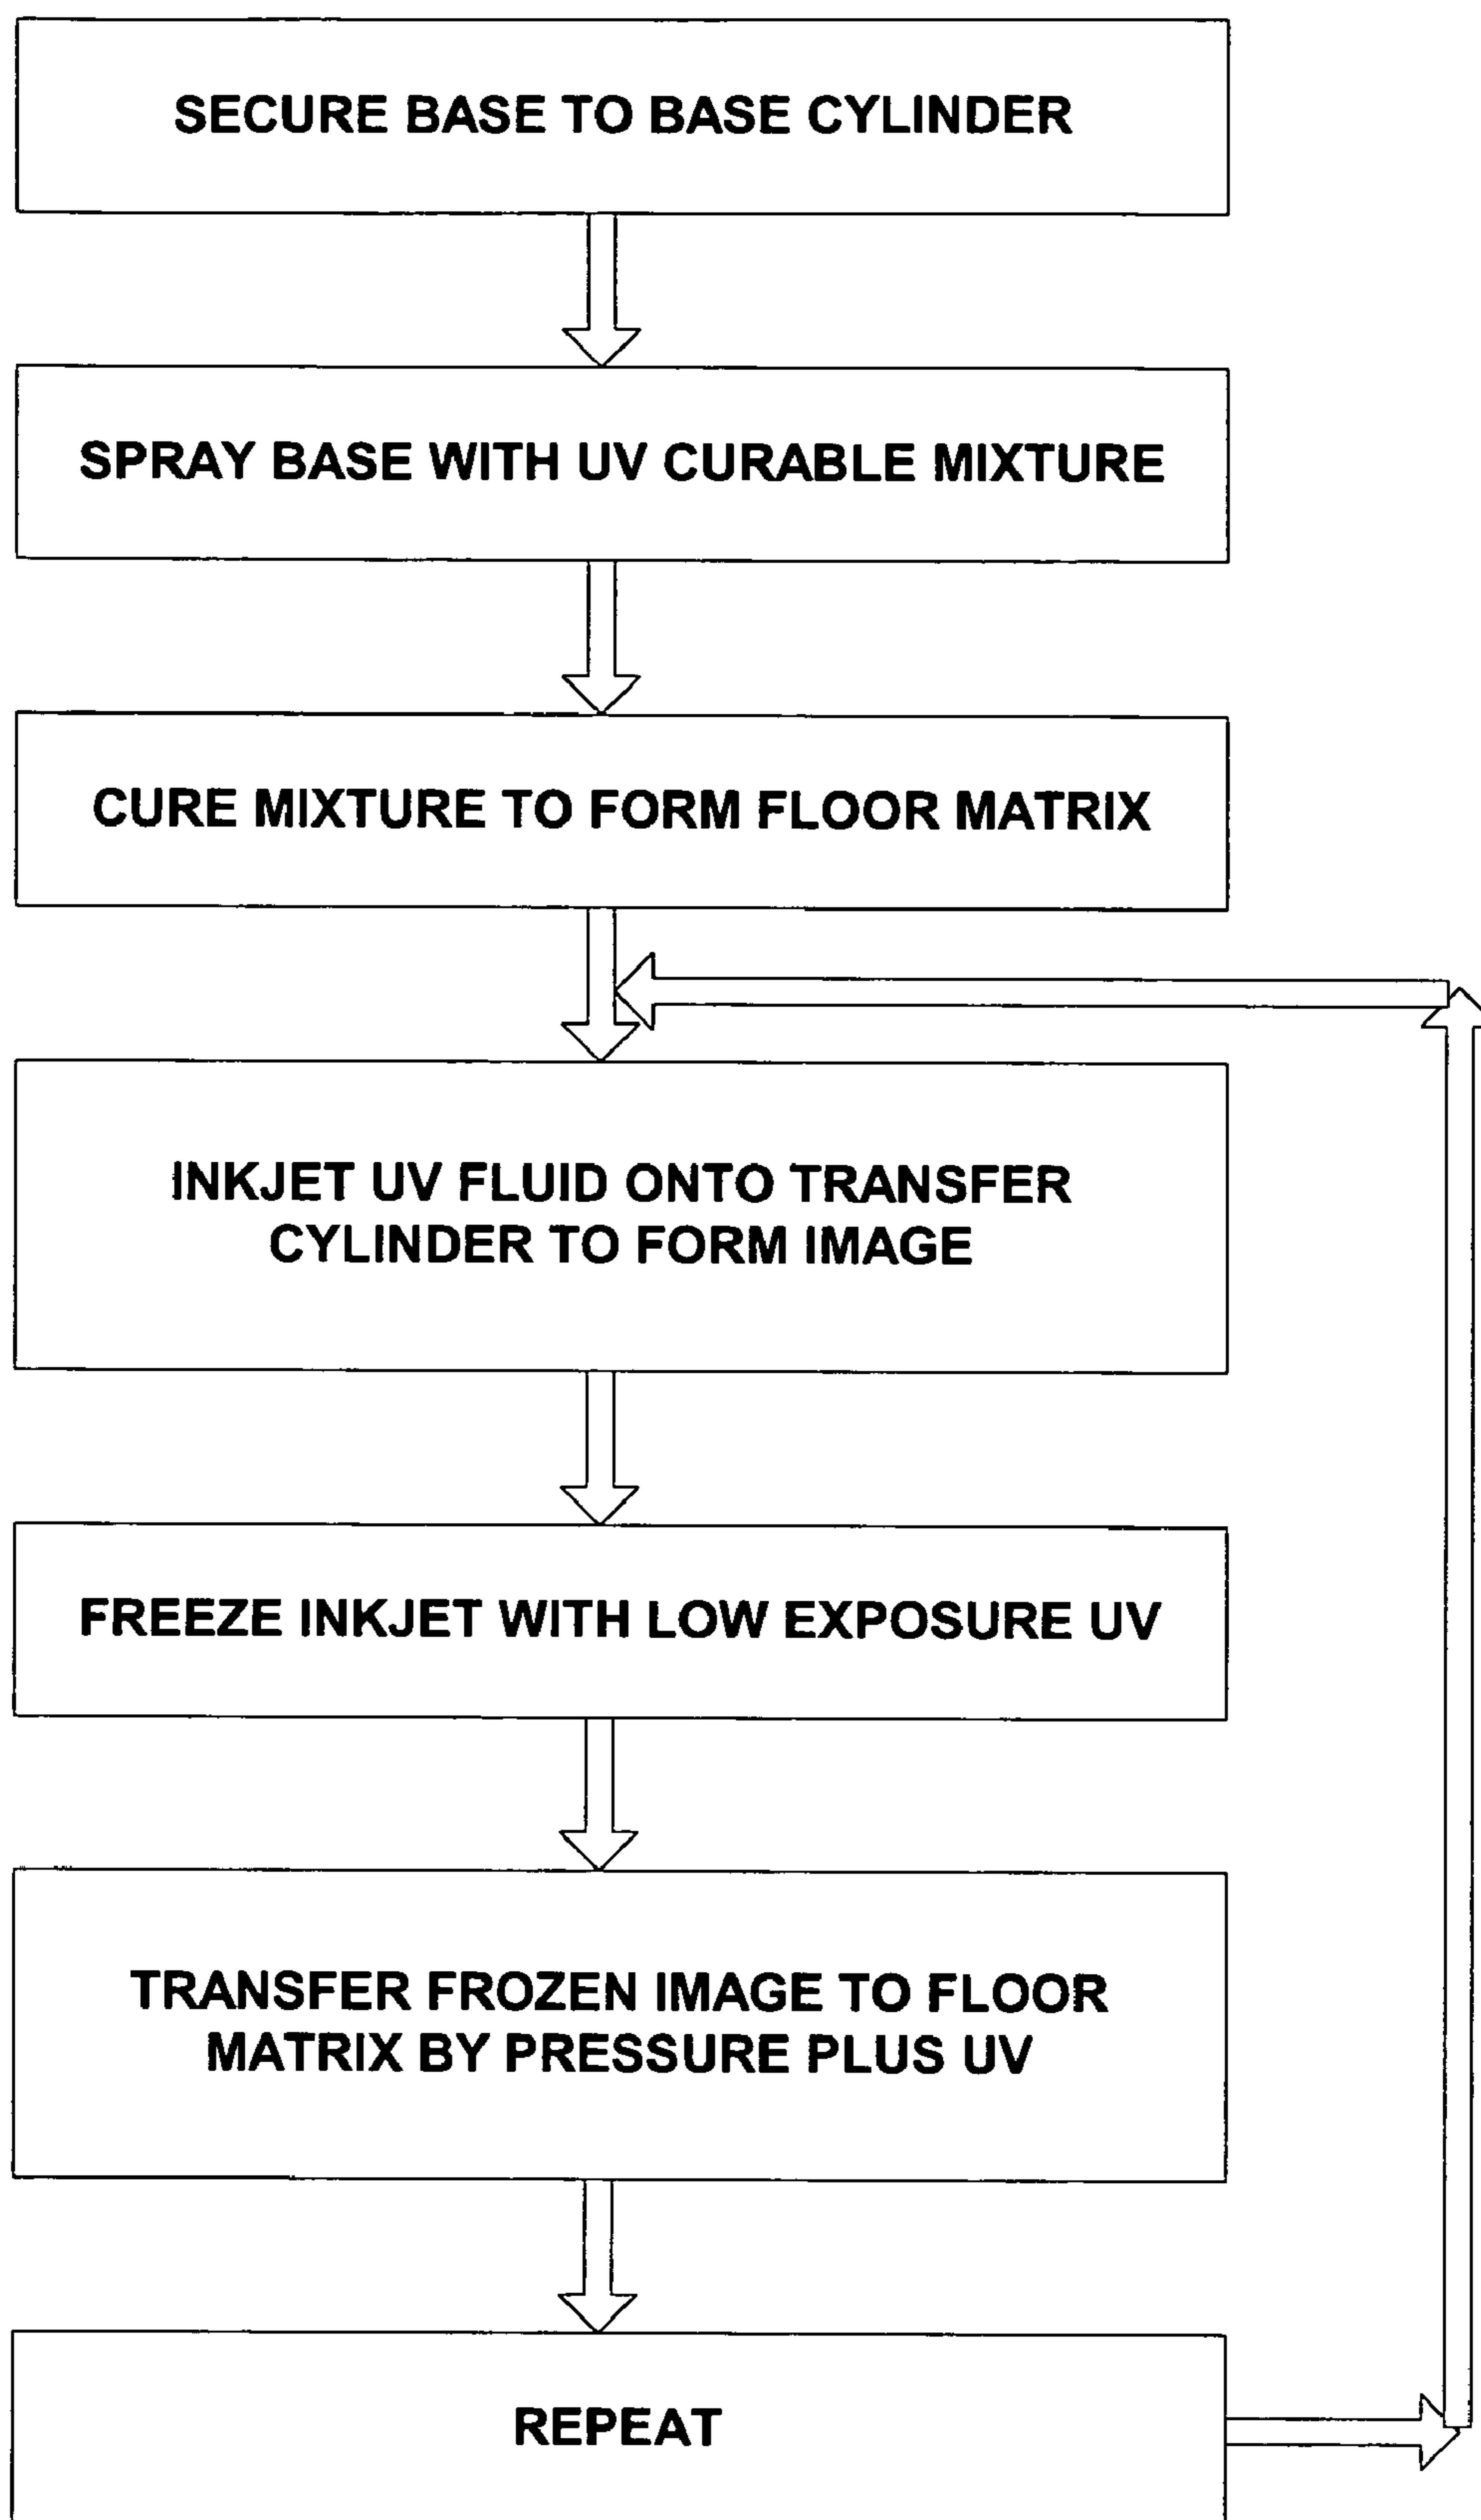 SECURE BASE TO BASE CYLINDER
SPRAY BASE WITH UV CURABLE MIXTURE
CURE MIXTURE TO FORM FLOOR MATRIX
INKJET UV FLUID ONTO TRANSFER
CYLINDER TO FORM IMAGE
FREEZE INKJET WITH LOW EXPOSURE UV
TRANSFER FROZEN IMAGE TO FLOOR
MATRIX BY PRESSURE PLUS UV
REPEAT